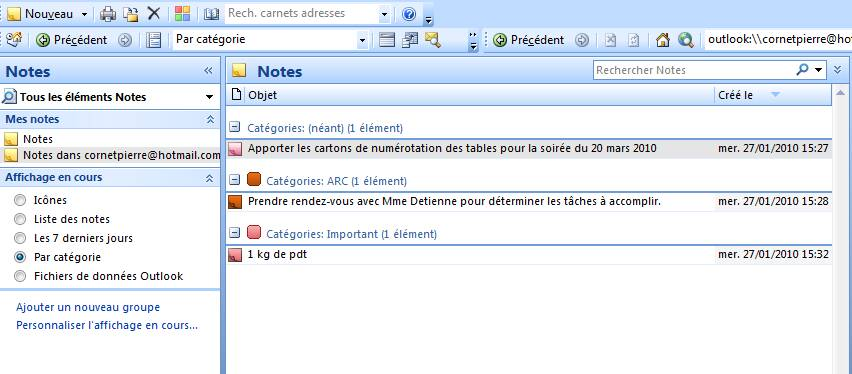 Nouveau Rech. carnets adresses
Précédent Par catégorie Précédent outlook:\\cornetpierre@hot
Notes
Tous les éléments Notes
Mes notes
Notes
Notes dans cornetpierre@hotmail.com
Affichage en cours
Icônes
Liste des notes
Les 7 derniers jours
Par catégorie
Fichiers de données Outlook
Ajouter un nouveau groupe
Personnaliser l'affichage en cours...
Notes Rechercher Notes
Objet Créé le
Catégories: (néant) (1 élément)
Apporter les cartons de numérotation des tables pour la soirée du 20 mars 2010 mer. 27/01/2010 15:27
Catégories: ARC (1 élément)
Prendre rendez-vous avec Mme Detienne pour déterminer les tâches à accomplir. mer. 27/01/2010 15:28
Catégories: Important (1 élément)
1 kg de pdt mer. 27/01/2010 15:32